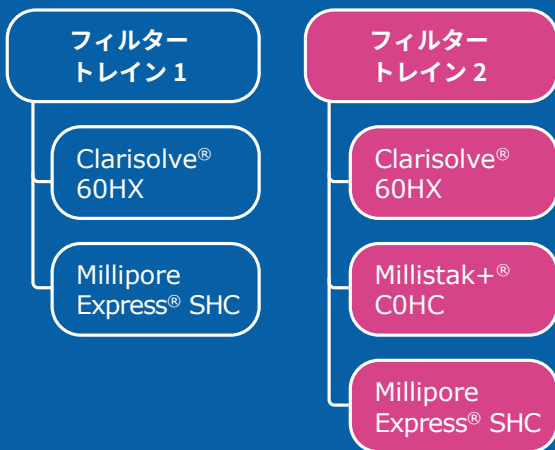 フィルター
トレイン 1
Clarisolve®
60HX
Millipore
Express® SHC
フィルター
トレイン 2
Clarisolve®
60HX
Millistak+®
C0HC
Millipore
Express® SHC